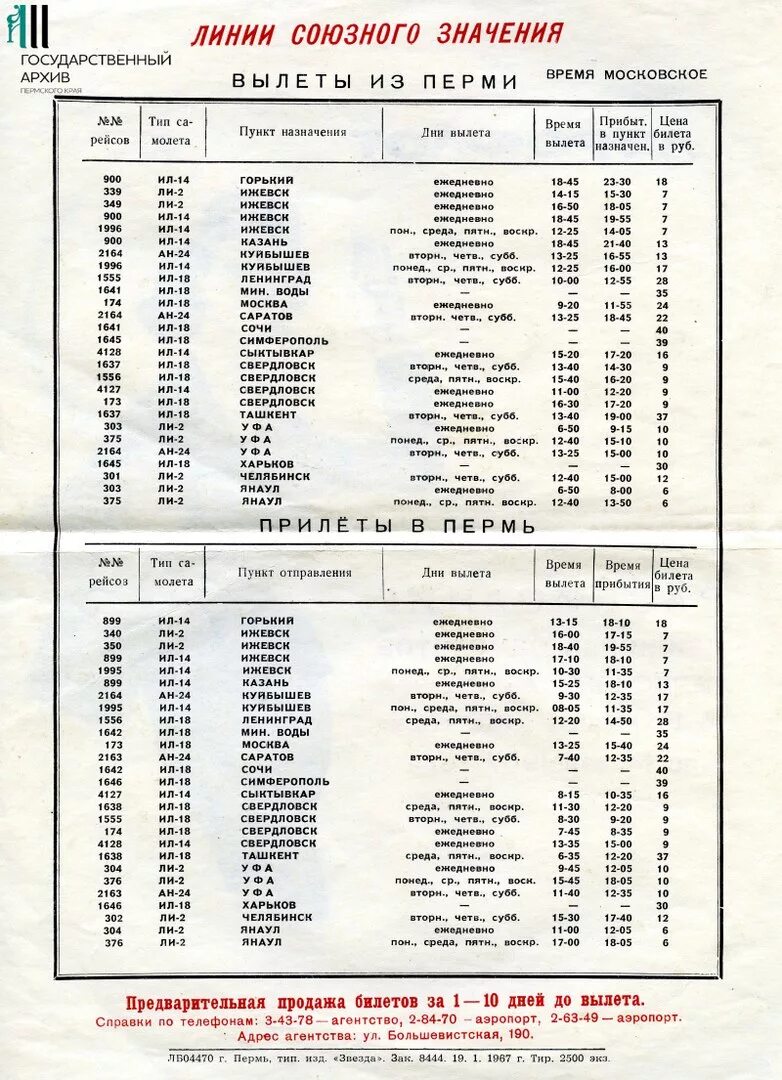 ГОСУДАРСТВЕННЫЙ
АРХИВ
ПЕРМСКОГО КРАЯ
ЛИНИИ СОЮЗНОГО ЗНАЧЕНИЯ
ВЫЛЕТЫ ИЗ ПЕРМИ ВРЕМЯ МОСКОВСКОЕ
№№ рейсов Тип са-молета Пункт назначения Дни вылета Время вылета Прибыт. в пункт назначен. Цена билета в руб.
900 ИЛ-14 ГОРЬКИЙ ежедневно 18-45 23-30 18
339 ЛИ-2 ИЖЕВСК ежедневно 14-15 15-30 7
349 ЛИ-2 ИЖЕВСК ежедневно 16-50 18-05 7
900 ИЛ-14 ИЖЕВСК ежедневно 18-45 19-55 7
1996 ИЛ-14 ИЖЕВСК пон., среда, пятн., воскр. 12-25 14-05 7
900 ИЛ-14 КАЗАНЬ ежедневно 18-45 21-40 13
2164 АН-24 КУЙБЫШЕВ вторн., четв., субб. 13-25 16-55 13
1996 ИЛ-14 КУЙБЫШЕВ понед., ср., пятн., воскр. 12-25 16-00 17
1555 ИЛ-18 ЛЕНИНГРАД вторн., четв., субб. 10-00 12-55 28
1641 ИЛ-18 МИН. ВОДЫ — — 35
174 ИЛ-18 МОСКВА ежедневно 9-20 11-55 24
2164 АН-24 САРАТОВ вторн. четв., субб. 13-25 18-45 22
1641 ИЛ-18 СОЧИ — — 40
1645 ИЛ-18 СИМФЕРОПОЛЬ — — 39
4128 ИЛ-14 СЫКТЫВКАР ежедневно 15-20 17-20 16
1637 ИЛ-18 СВЕРДЛОВСК вторн., четв., субб. 13-40 14-30 9
1556 ИЛ-18 СВЕРДЛОВСК среда, пятн., воскр. 15-40 16-20 9
4127 ИЛ-14 СВЕРДЛОВСК ежедневно 11-00 12-20 9
173 ИЛ-18 СВЕРДЛОВСК ежедневно 16-30 17-20 9
1637 ИЛ-18 ТАШКЕНТ вторн., четв., субб. 13-40 19-00 37
303 ЛИ-2 УФА ежедневно 6-50 9-15 10
375 ЛИ-2 УФА понед., ср., пятн., воскр. 12-40 15-10 10
2164 АН-24 УФА вторн., четв., субб. 13-25 15-00 10
1645 ИЛ-18 ХАРЬКОВ — — 30
301 ЛИ-2 ЧЕЛЯБИНСК вторн., четв., субб. 12-40 15-00 12
303 ЛИ-2 ЯНАУЛ ежедневно 6-50 8-00 6
375 ЛИ-2 ЯНАУЛ понед., ср., пятн. воскр. 12-40 13-50 6
ПРИЛЁТЫ В ПЕРМЬ
№№ рейсоз Тип са-молета Пункт отправления Дни вылета Время вылета Время прибытия Цена билета в руб.
899 ИЛ-14 ГОРЬКИЙ ежедневно 13-15 18-10 18
340 ЛИ-2 ИЖЕВСК ежедневно 16-00 17-15 7
350 ЛИ-2 ИЖЕВСК ежедневно 18-40 19-55 7
899 ИЛ-14 ИЖЕВСК ежедневно 17-10 18-10 7
1995 ИЛ-14 ИЖЕВСК понед., ср., пятн., воскр. 10-30 11-35 7
899 ИЛ-14 КАЗАНЬ ежедневно 15-25 18-10 13
2164 АН-24 КУЙБЫШЕВ вторн., четв., субб. 9-30 12-35 17
1995 ИЛ-14 КУЙБЫШЕВ пон., среда, пятн., воскр. 08-05 11-35 17
1556 ИЛ-18 ЛЕНИНГРАД среда, пятн., воскр. 12-20 14-50 28
1642 ИЛ-18 МИН. ВОДЫ — — 35
173 ИЛ-18 МОСКВА ежедневно 13-25 15-40 24
2163 АН-24 САРАТОВ вторн., четв., субб. 7-40 12-35 22
1642 ИЛ-18 СОЧИ — — 40
1646 ИЛ-18 СИМФЕРОПОЛЬ — — 39
4127 ИЛ-14 СЫКТЫВКАР ежедневно 8-15 10-35 16
1638 ИЛ-18 СВЕРДЛОВСК среда, пятн., воскр. 11-30 12-20 9
1555 ИЛ-18 СВЕРДЛОВСК вторн., четв., субб. 8-30 9-20 9
174 ИЛ-18 СВЕРДЛОВСК ежедневно 7-45 8-35 9
4128 ИЛ-14 СВЕРДЛОВСК ежедневно 13-35 15-00 9
1638 ИЛ-18 ТАШКЕНТ среда, пятн., воскр. 6-35 12-20 37
304 ЛИ-2 УФА ежедневно 9-45 12-05 10
376 ЛИ-2 УФА понед., ср., пятн., воск. 15-45 18-05 10
2163 АН-24 УФА вторн., четв., субб. 11-40 12-35 10
1646 ИЛ-18 ХАРЬКОВ — — 30
302 ЛИ-2 ЧЕЛЯБИНСК вторн., четв., субб. 15-30 17-40 12
304 ЛИ-2 ЯНАУЛ ежедневно 11-00 12-05 6
376 ЛИ-2 ЯНАУЛ пон., среда, пятн., воскр. 17-00 18-05 6
Предварительная продажа билетов за 1—10 дней до вылета.
Справки по телефонам: 3-43-78—агентство, 2-84-70 —аэропорт, 2-63-49—аэропорт.
Адрес агентства: ул. Большевистская, 190.
ЛБ04470 г. Пермь, тип. изд. «Звезда». Зак. 8444. 19. 1. 1967 г. Тир. 2500 экз.